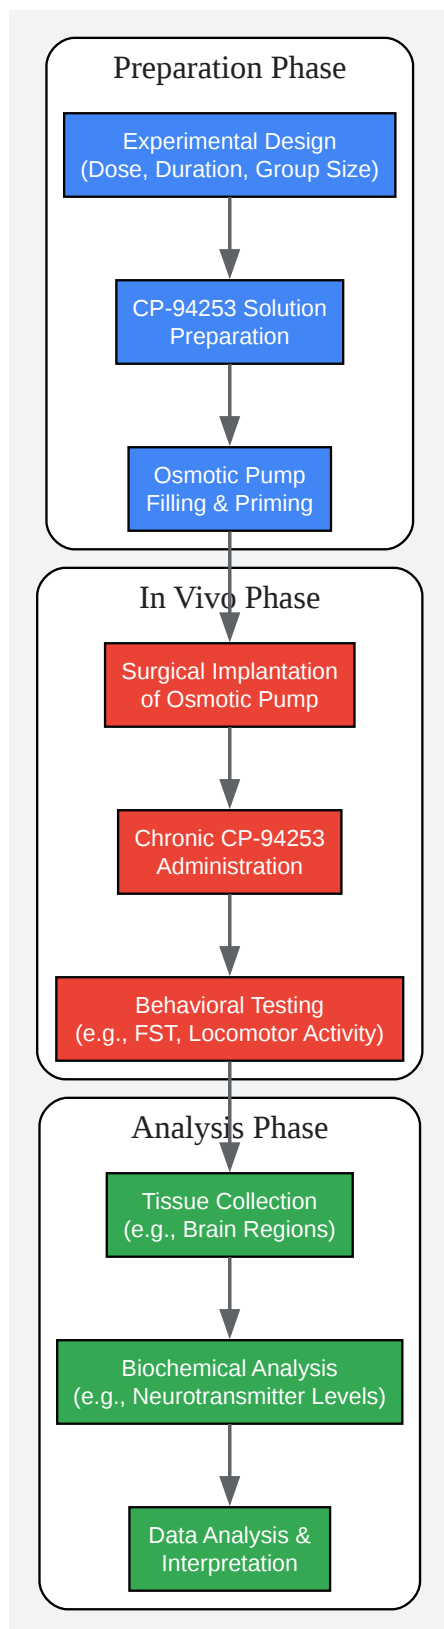 Preparation Phase
Experimental Design
(Dose, Duration, Group Size)
CP-94253 Solution
Preparation
Osmotic Pump
Filling & Priming
In Vivo Phase
Surgical Implantation
of Osmotic Pump
Chronic CP-94253
Administration
Behavioral Testing
(e.g., FST, Locomotor Activity)
Analysis Phase
Tissue Collection
(e.g., Brain Regions)
Biochemical Analysis
(e.g., Neurotransmitter Levels)
Data Analysis &
Interpretation